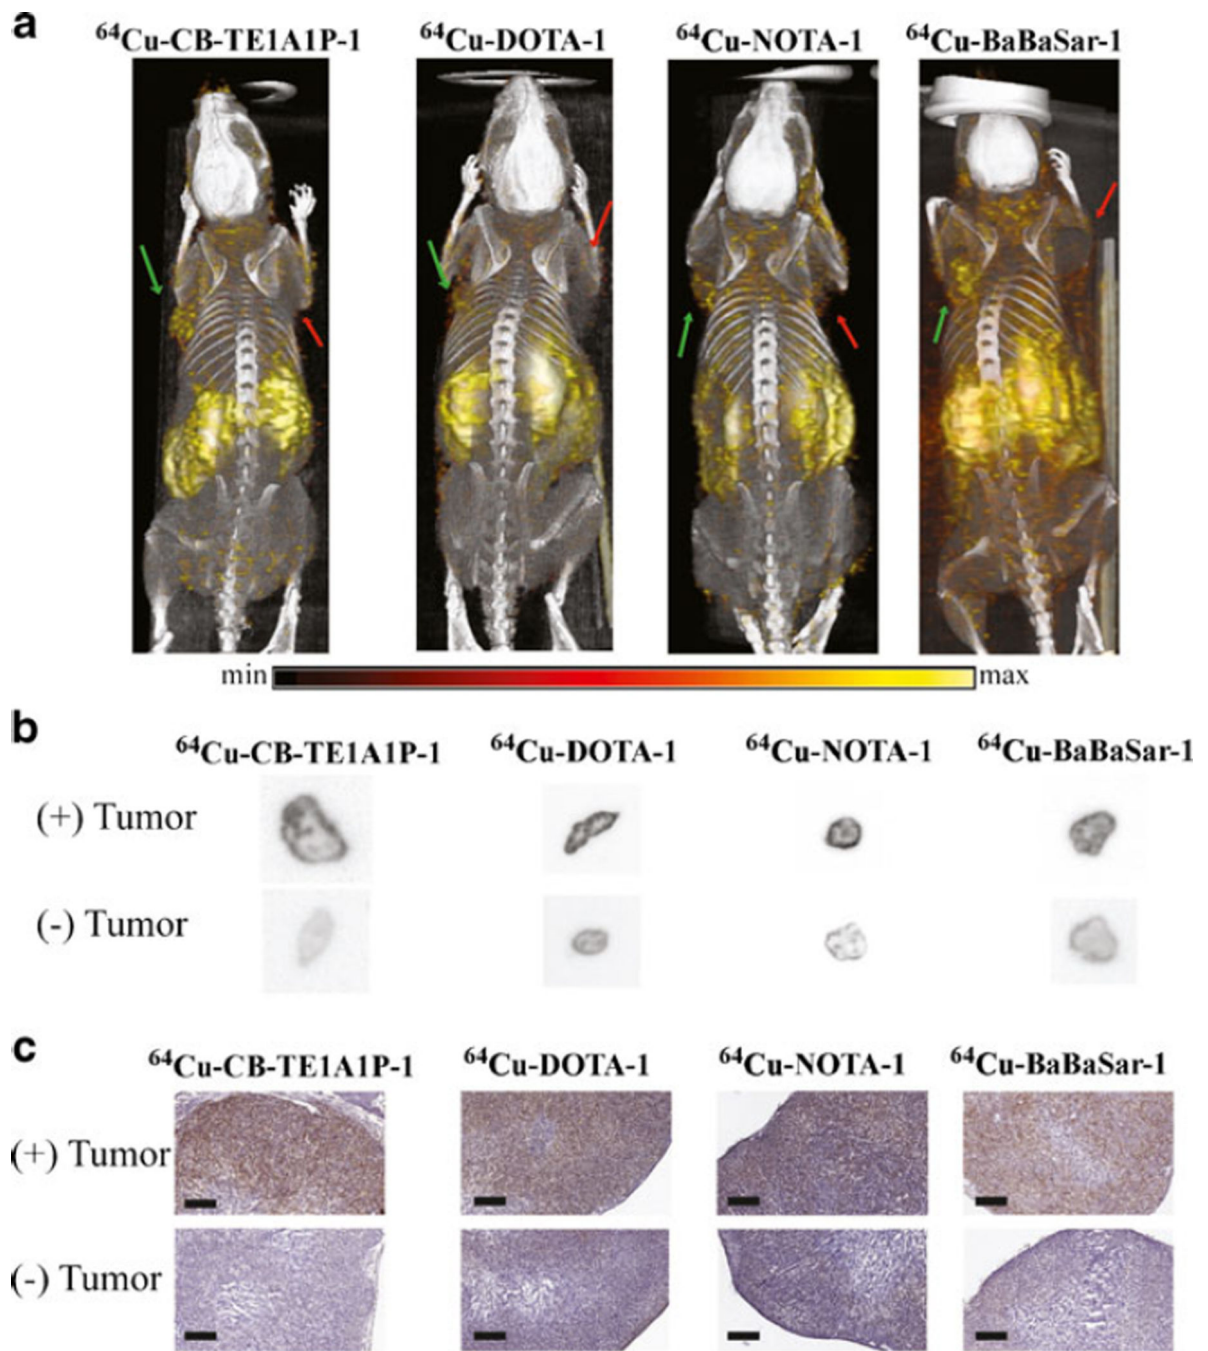 a
⁶⁴Cu-CB-TE1A1P-1 ⁶⁴Cu-DOTA-1 ⁶⁴Cu-NOTA-1 ⁶⁴Cu-BaBaSar-1
min max
b
⁶⁴Cu-CB-TE1A1P-1 ⁶⁴Cu-DOTA-1 ⁶⁴Cu-NOTA-1 ⁶⁴Cu-BaBaSar-1
(+) Tumor
(-) Tumor
c
⁶⁴Cu-CB-TE1A1P-1 ⁶⁴Cu-DOTA-1 ⁶⁴Cu-NOTA-1 ⁶⁴Cu-BaBaSar-1
(+) Tumor
(-) Tumor